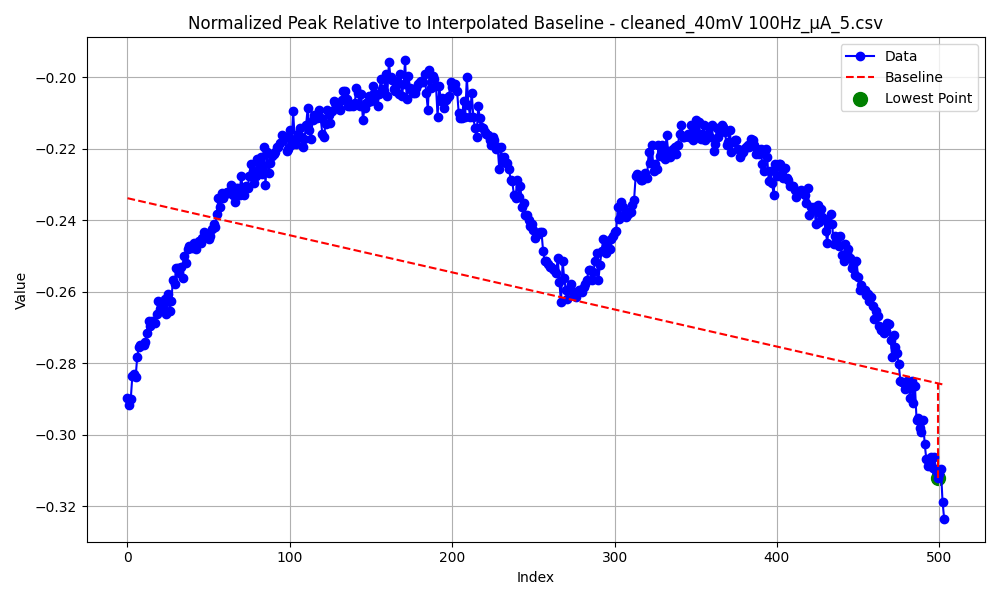 Normalized Peak Relative to Interpolated Baseline - cleaned_40mV 100Hz_μA_5.csv
Data
Baseline
Lowest Point
−0.20
−0.22
−0.24
−0.26
−0.28
−0.30
−0.32
Value
0 100 200 300 400 500
Index